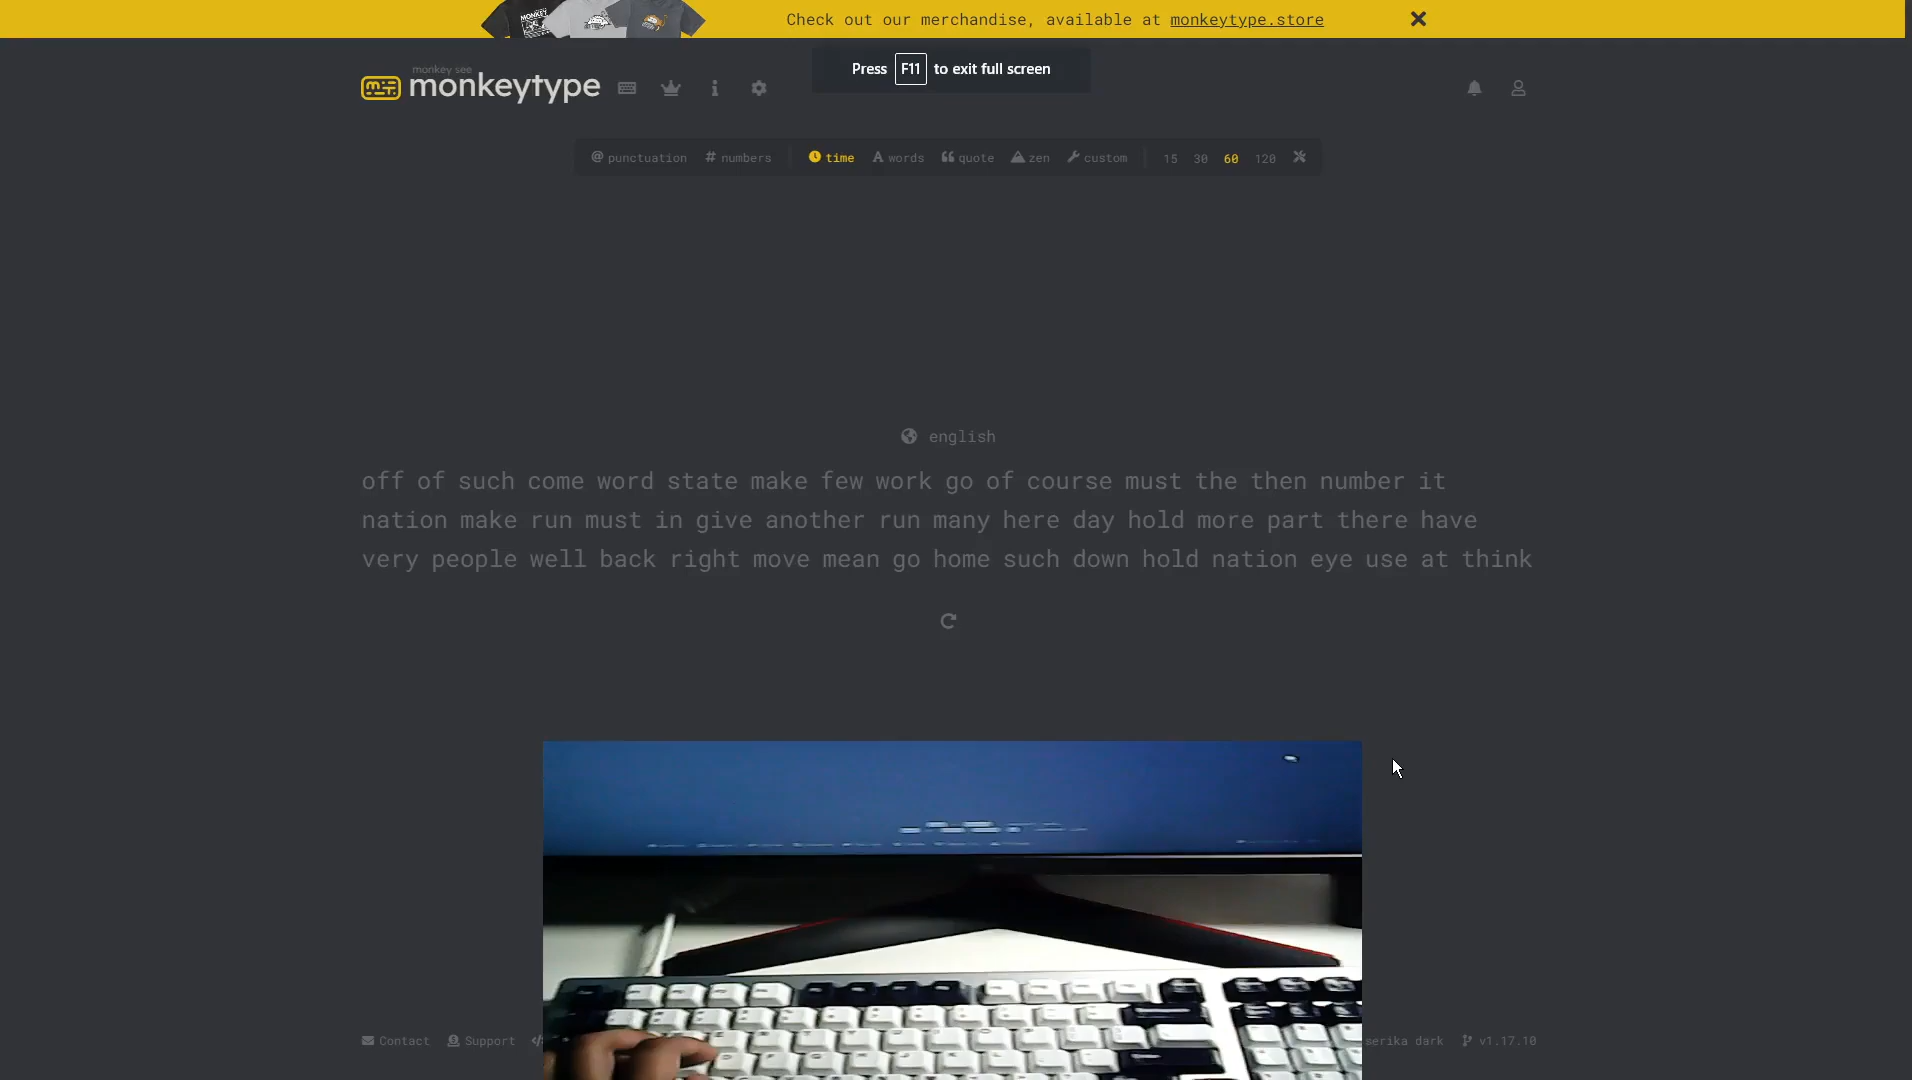 Check out our merchandise, available at monkeytype.store
Press F11 to exit full screen
monkey see
monkeytype
@ punctuation # numbers time A words quote zen custom 15 30 60 120
english
off of such come word state make few work go of course must the then number it
nation make run must in give another run many here day hold more part there have
very people well back right move mean go home such down hold nation eye use at think
Contact Support </ serika dark v1.17.10